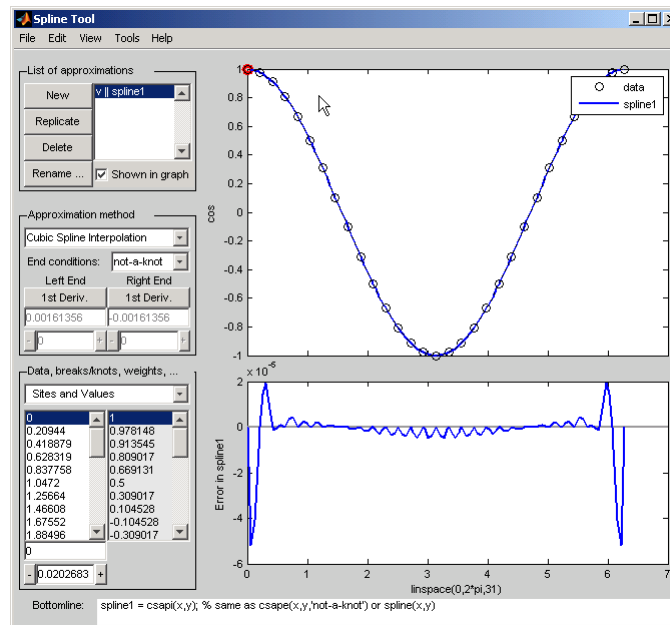 Spline Tool
File Edit View Tools Help
List of approximations
New
Replicate
Delete
Rename ...
v || spline1
Shown in graph
Approximation method
Cubic Spline Interpolation
End conditions: not-a-knot
Left End Right End
1st Deriv. 1st Deriv.
0.00161356 -0.00161356
- 0 + - 0 +
Data, breaks/knots, weights, ...
Sites and Values
0 1
0.20944 0.978148
0.418879 0.913545
0.628319 0.809017
0.837758 0.669131
1.0472 0.5
1.25664 0.309017
1.46608 0.104528
1.67552 -0.104528
1.88496 -0.309017
0
- 0.0202683 +
1
0.8
0.6
0.4
0.2
0
-0.2
-0.4
-0.6
-0.8
-1
cos
data
spline1
x 10^-6
2
0
-2
-4
-6
Error in spline1
0 1 2 3 4 5 6 7
linspace(0,2*pi,31)
Bottomline: spline1 = csapi(x,y); % same as csape(x,y,'not-a-knot') or spline(x,y)